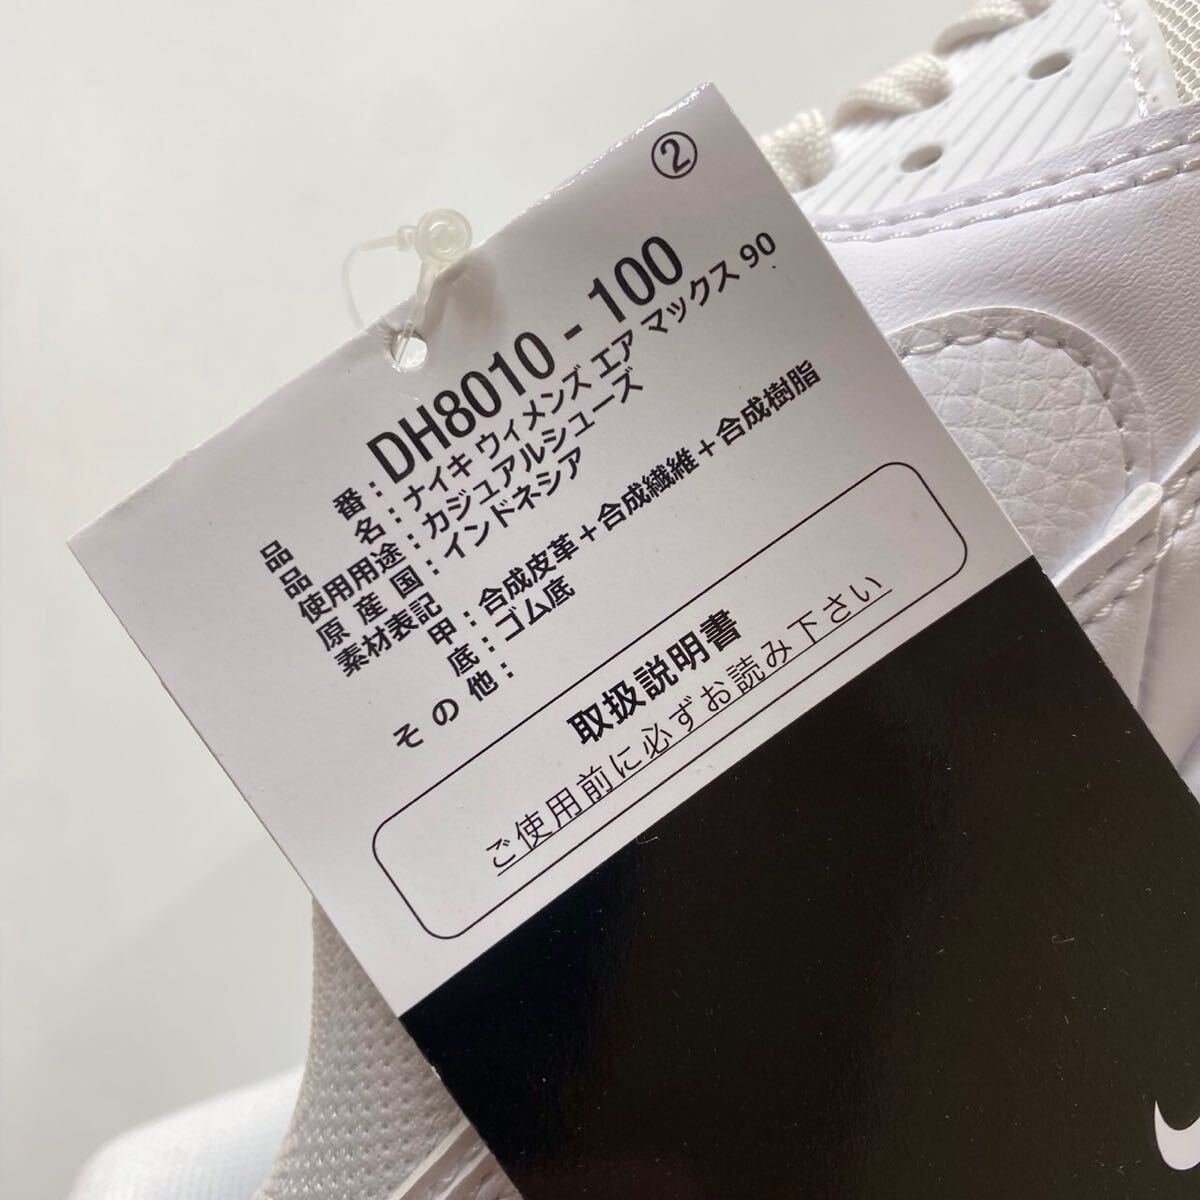 ②
品番：DH8010-100
品名：ナイキ ウィメンズ エア マックス 90
使用用途：カジュアルシューズ
原産国：インドネシア
素材表記 甲：合成皮革＋合成繊維＋合成樹脂
底：ゴム底
その他：
取扱説明書
ご使用前に必ずお読み下さい